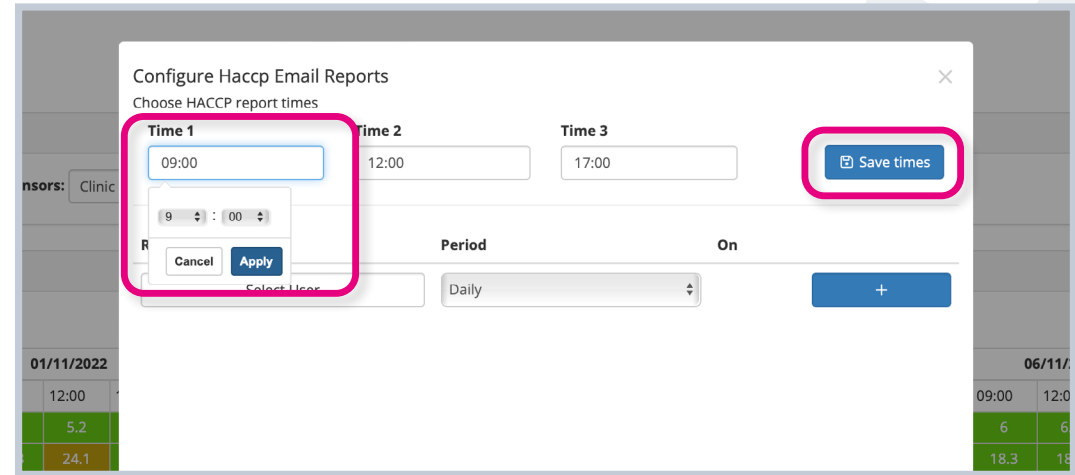 Configure Haccp Email Reports
Choose HACCP report times
Time 1 Time 2 Time 3
09:00 12:00 17:00 Save times
nsors: Clinic
9 : 00
R Period On
Cancel Apply
Select User Daily +
01/11/2022 06/11/
12:00 09:00 12:0
5.2 6 6
24.1 18.3 18